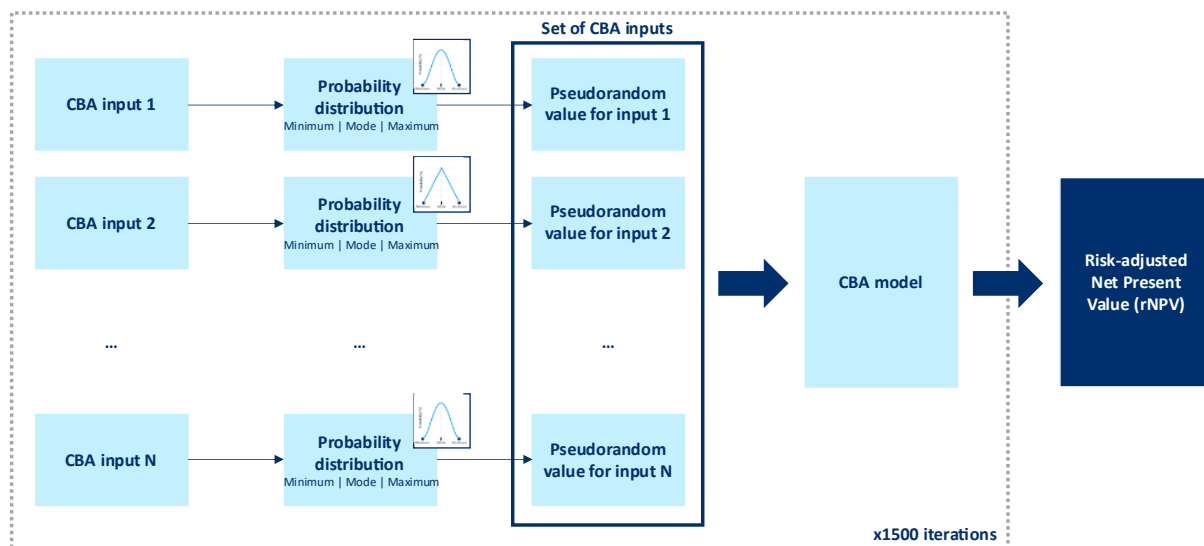 Set of CBA inputs
CBA input 1
Probability
distribution
Minimum | Mode | Maximum
Pseudorandom
value for input 1
CBA input 2
Probability
distribution
Minimum | Mode | Maximum
Pseudorandom
value for input 2
CBA model
Risk-adjusted
Net Present
Value (rNPV)
...
...
...
CBA input N
Probability
distribution
Minimum | Mode | Maximum
Pseudorandom
value for input N
x1500 iterations